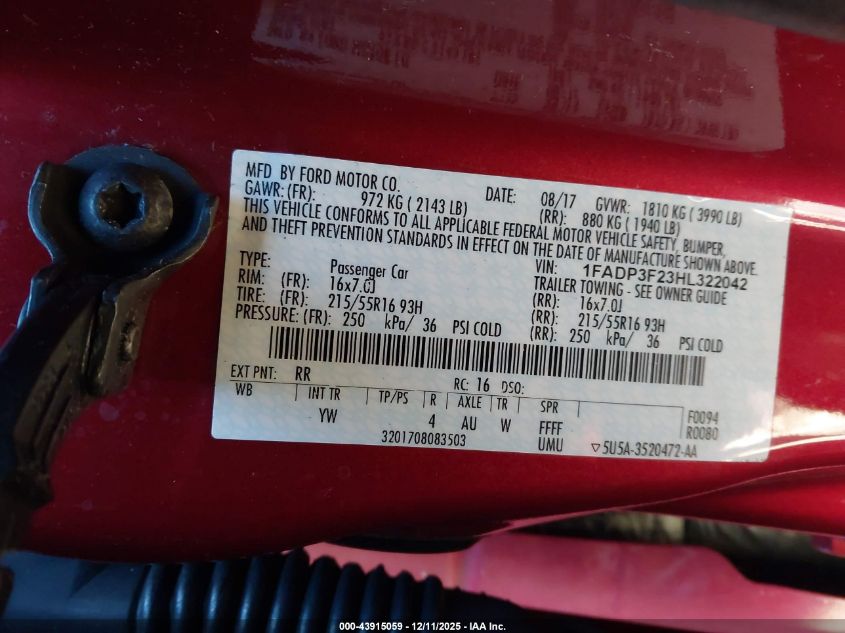 MFD BY FORD MOTOR CO. DATE: 08/17 GVWR: 1810 KG ( 3990 LB)
GAWR: (FR): 972 KG ( 2143 LB) (RR): 880 KG ( 1940 LB)
THIS VEHICLE CONFORMS TO ALL APPLICABLE FEDERAL MOTOR VEHICLE SAFETY, BUMPER,
AND THEFT PREVENTION STANDARDS IN EFFECT ON THE DATE OF MANUFACTURE SHOWN ABOVE.
VIN: 1FADP3F23HL322042
TYPE: Passenger Car TRAILER TOWING - SEE OWNER GUIDE
RIM: (FR): 16x7.0J (RR): 16x7.0J
TIRE: (FR): 215/55R16 93H (RR): 215/55R16 93H
PRESSURE: (FR): 250 kPa/ 36 PSI COLD (RR): 250 kPa/ 36 PSI COLD
EXT PNT: RR RC: 16 DSO:
WB INT TR TP/PS R AXLE TR SPR F0094
YW 4 AU W FFFF R0080
3201708083503 UMU ▽5U5A-3520472-AA
000-43915059 - 12/11/2025 - IAA Inc.